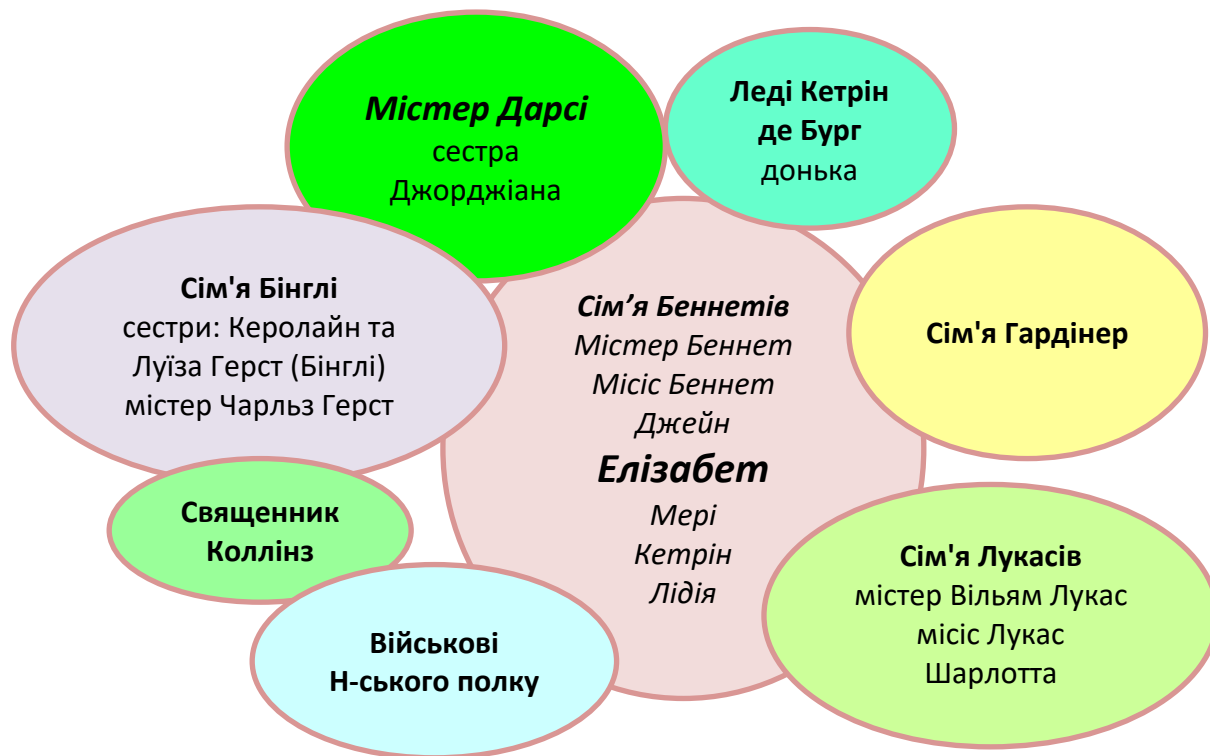 Містер Дарсі
сестра
Джорджіана
Леді Кетрін
де Бург
донька
Сім'я Бінглі
сестри: Керолайн та
Луїза Герст (Бінглі)
містер Чарльз Герст
Сім’я Беннетів
Містер Беннет
Місіс Беннет
Джейн
Елізабет
Мері
Кетрін
Лідія
Сім'я Гардінер
Священник
Коллінз
Військові
Н-ського полку
Сім'я Лукасів
містер Вільям Лукас
місіс Лукас
Шарлотта